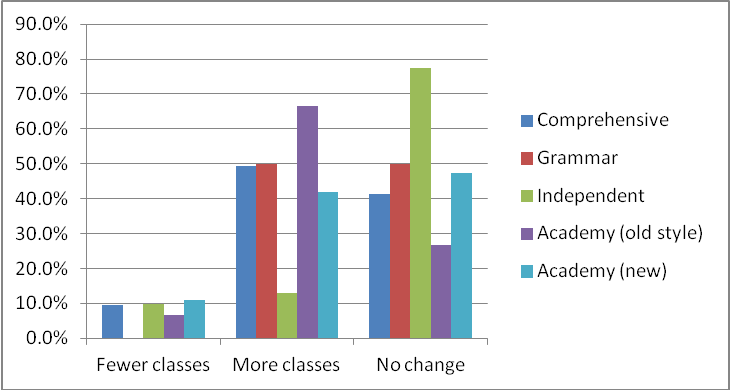 90.0%
80.0%
70.0%
60.0%
50.0%
40.0%
30.0%
20.0%
10.0%
0.0%
Fewer classes
More classes
No change
Comprehensive
Grammar
Independent
Academy (old style)
Academy (new)